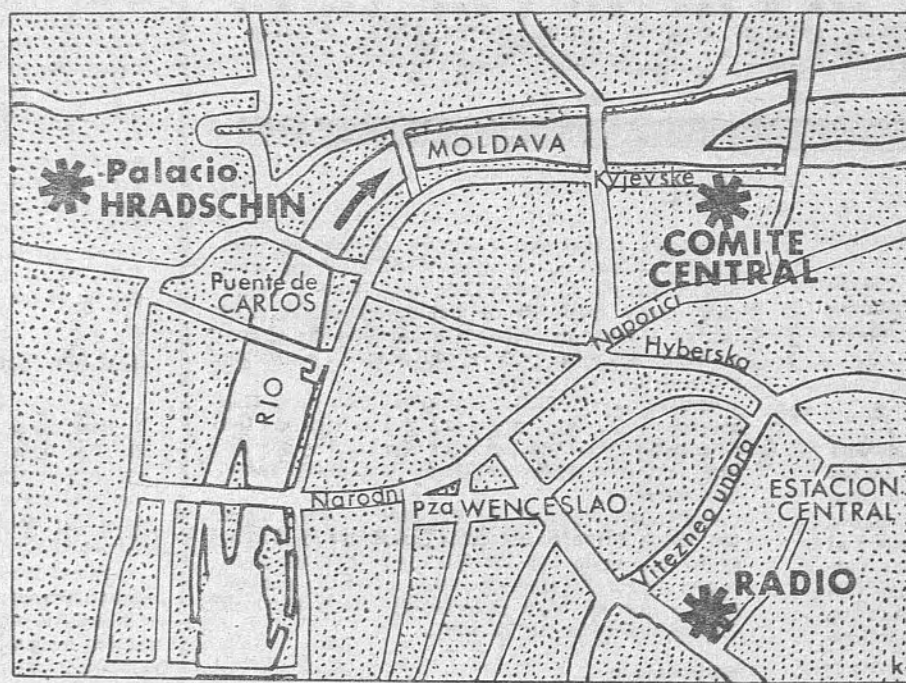 MOLDAVA
Palacio
HRADSCHIN
Kyjevske
COMITE
CENTRAL
Puente de
CARLOS
Naporici
Hyberska
RIO
Narodni
Pza WENCESLAO
Vitezneo unora
ESTACION
CENTRAL
RADIO
k